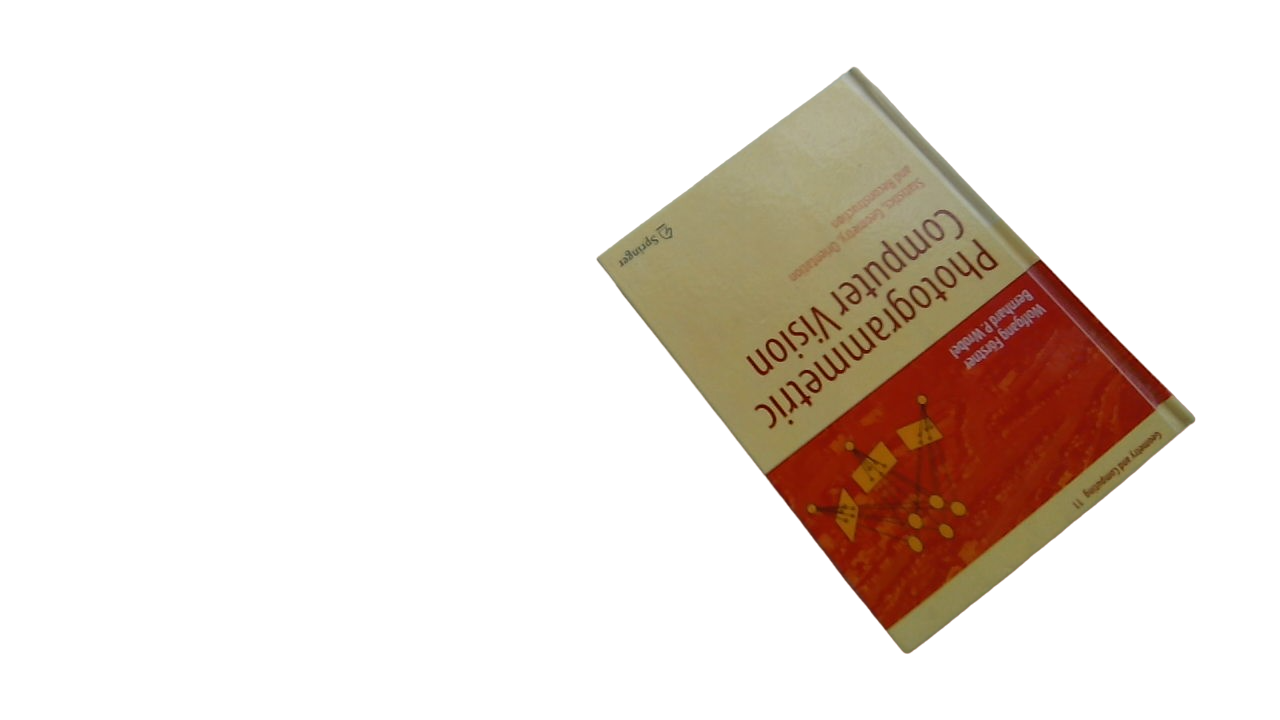 Geometry and Computing 11
Wolfgang Förstner
Bernhard P. Wrobel
Photogrammetric
Computer Vision
Statistics, Geometry, Orientation
and Reconstruction
Springer